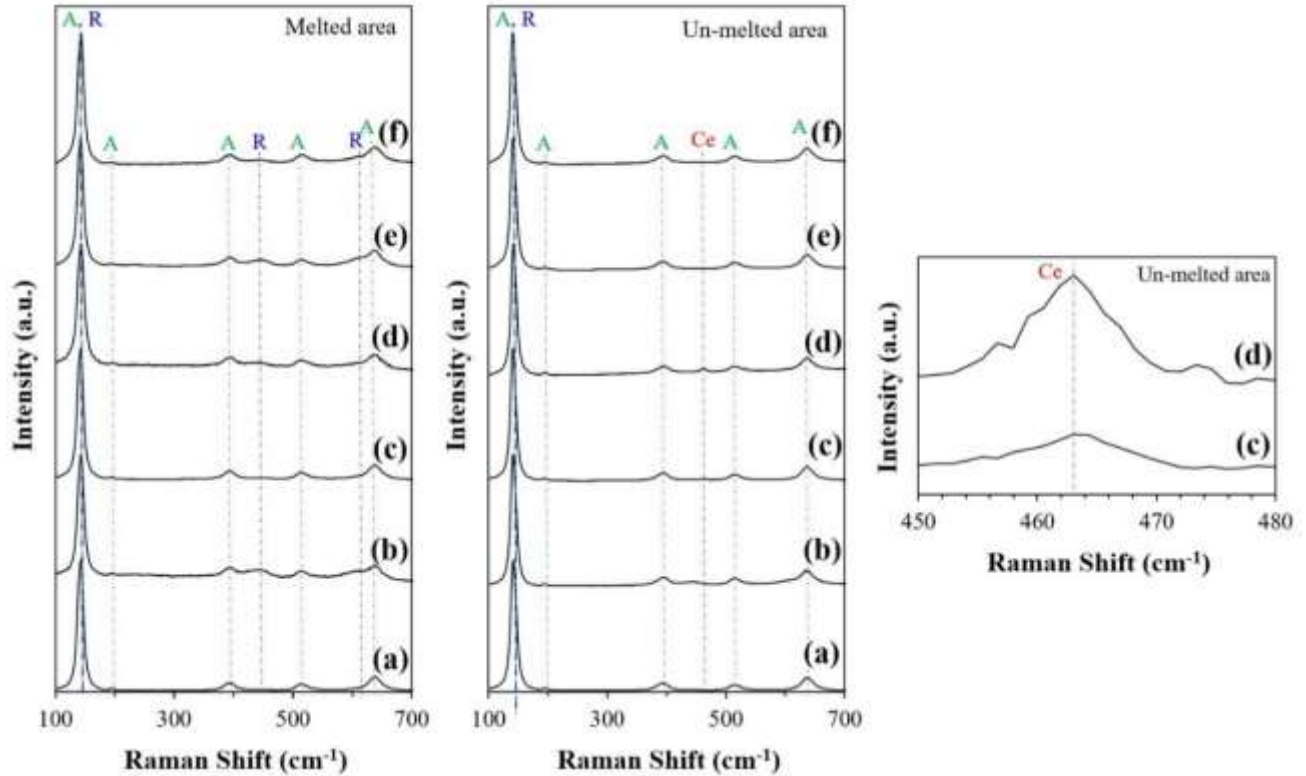 A, R
Melted area
A
A
R
A
R
A
(f)
(e)
(d)
(c)
(b)
(a)
Intensity (a.u.)
100
300
500
700
Raman Shift (cm-1)
A, R
Un-melted area
A
A
Ce
A
A
(f)
(e)
(d)
(c)
(b)
(a)
Intensity (a.u.)
100
300
500
700
Raman Shift (cm-1)
Ce
Un-melted area
(d)
(c)
Intensity (a.u.)
450
460
470
480
Raman Shift (cm-1)